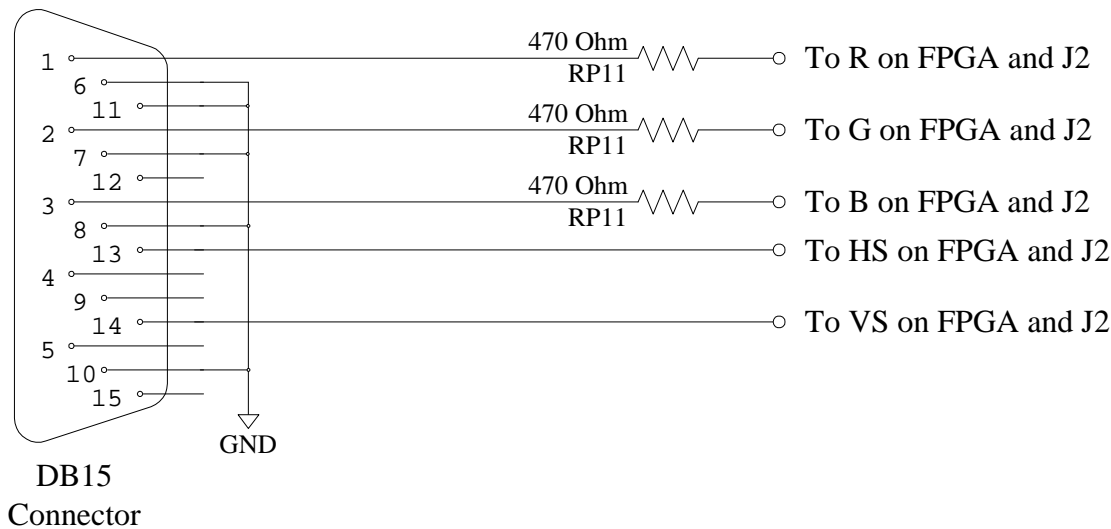 1
470 Ohm
RP11
To R on FPGA and J2
6
11
2
470 Ohm
RP11
To G on FPGA and J2
7
12
3
470 Ohm
RP11
To B on FPGA and J2
8
13
To HS on FPGA and J2
4
9
14
To VS on FPGA and J2
5
10
15
GND
DB15
Connector